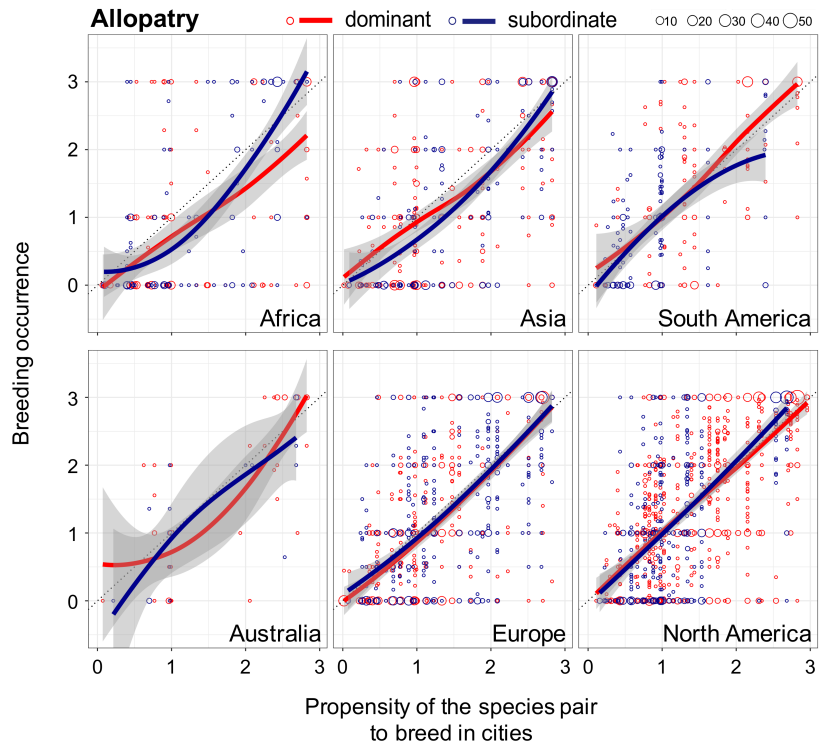 Allopatry dominant subordinate 10 20 30 40 50
3
2
1
0
Africa Asia South America
Breeding occurrence
3
2
1
0
Australia Europe North America
0 1 2 3 0 1 2 3 0 1 2 3
Propensity of the species pair
to breed in cities